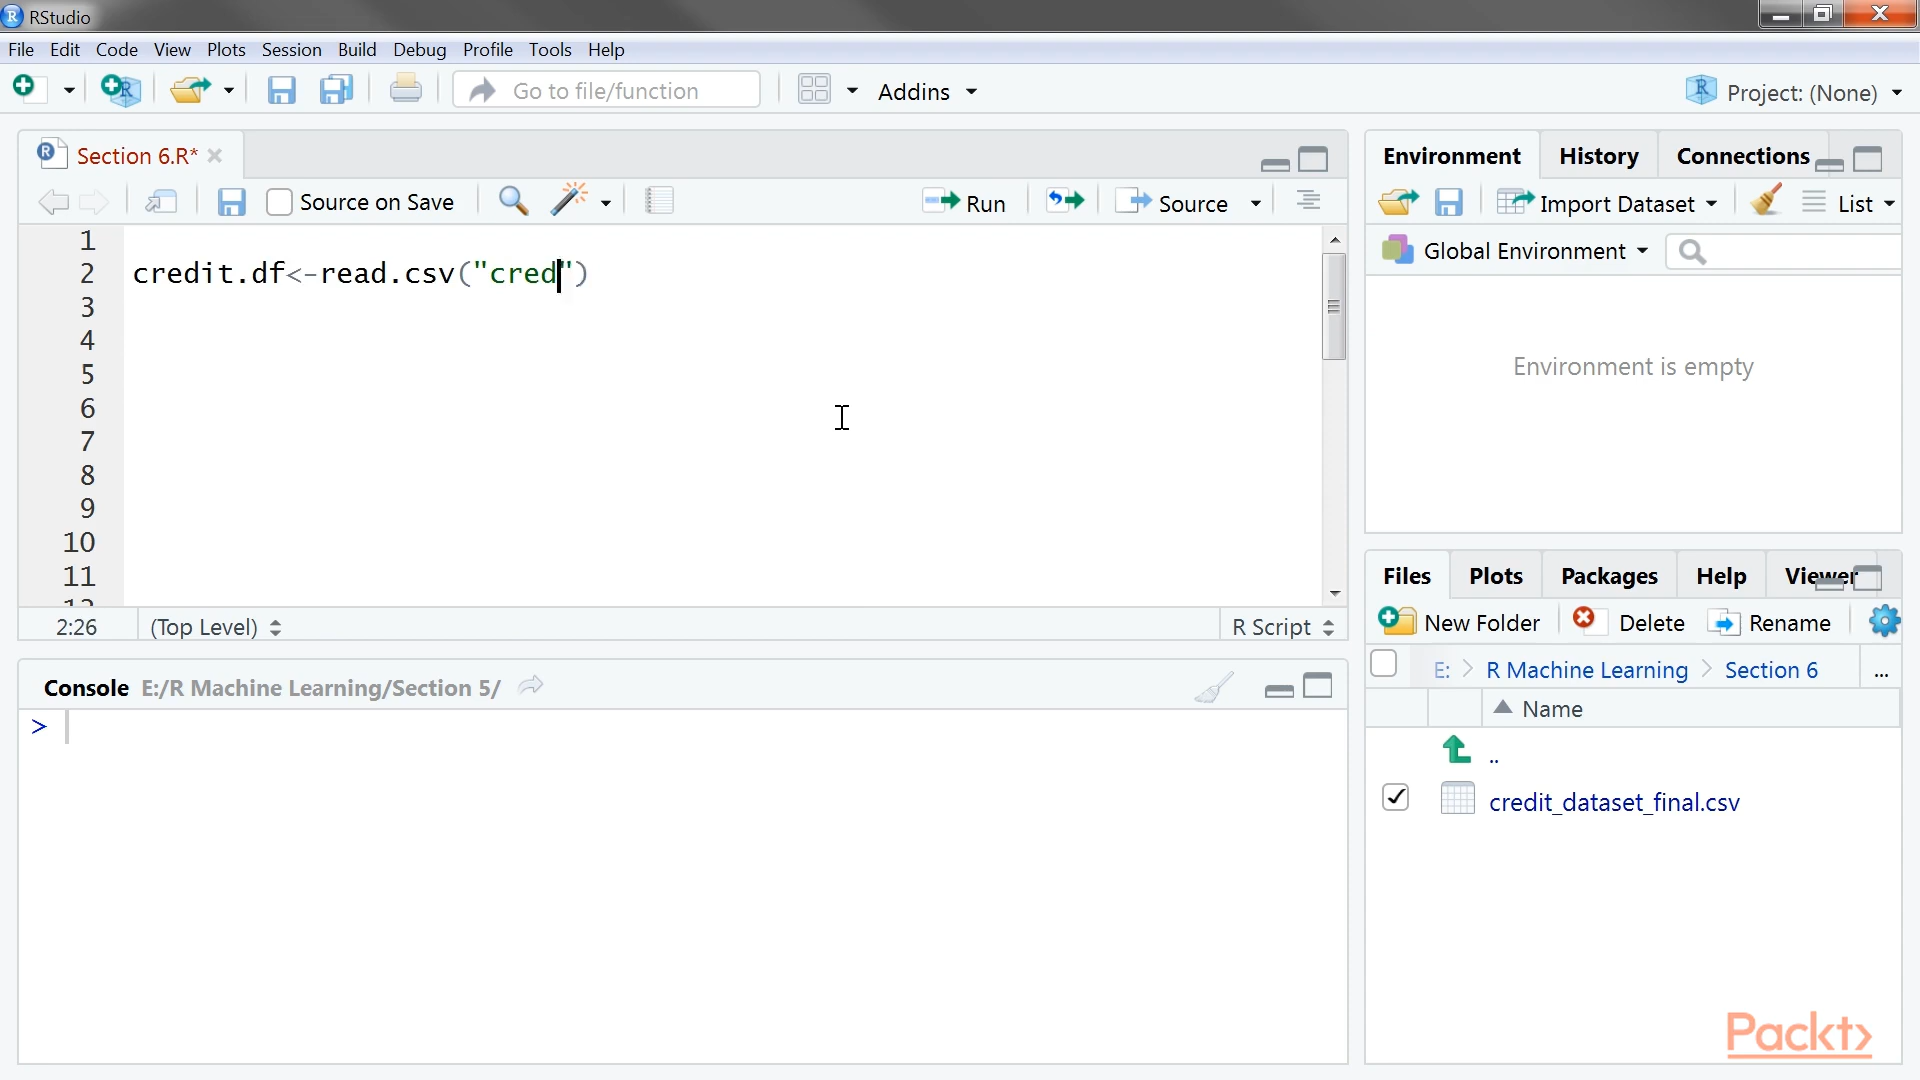 RStudio
File Edit Code View Plots Session Build Debug Profile Tools Help
Go to file/function Addins Project: (None)
Section 6.R*
Source on Save Run Source
1
2 credit.df<-read.csv("cred")
3
4
5
6
7
8
9
10
11
12
2:26 (Top Level) R Script
Console E:/R Machine Learning/Section 5/
>
Environment History Connections
Import Dataset List
Global Environment
Environment is empty
Files Plots Packages Help Viewer
New Folder Delete Rename
E: R Machine Learning Section 6 ...
Name
..
credit_dataset_final.csv
Packt>